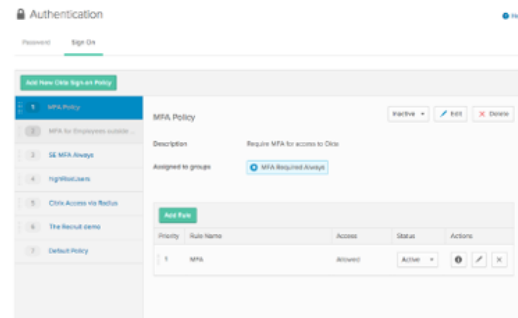 Authentication
Password Sign On
Add New Okta Sign-on Policy
1 MFA Policy
2 MFA for Employees outside ...
3 SE MFA Always
4 highRiskUsers
5 Citrix Access via Radius
6 The Recruit demo
7 Default Policy
MFA Policy
Inactive Edit Delete
Description Require MFA for access to Okta
Assigned to groups MFA Required Always
Add Rule
Priority Rule Name Access Status Actions
1 MFA Allowed Active